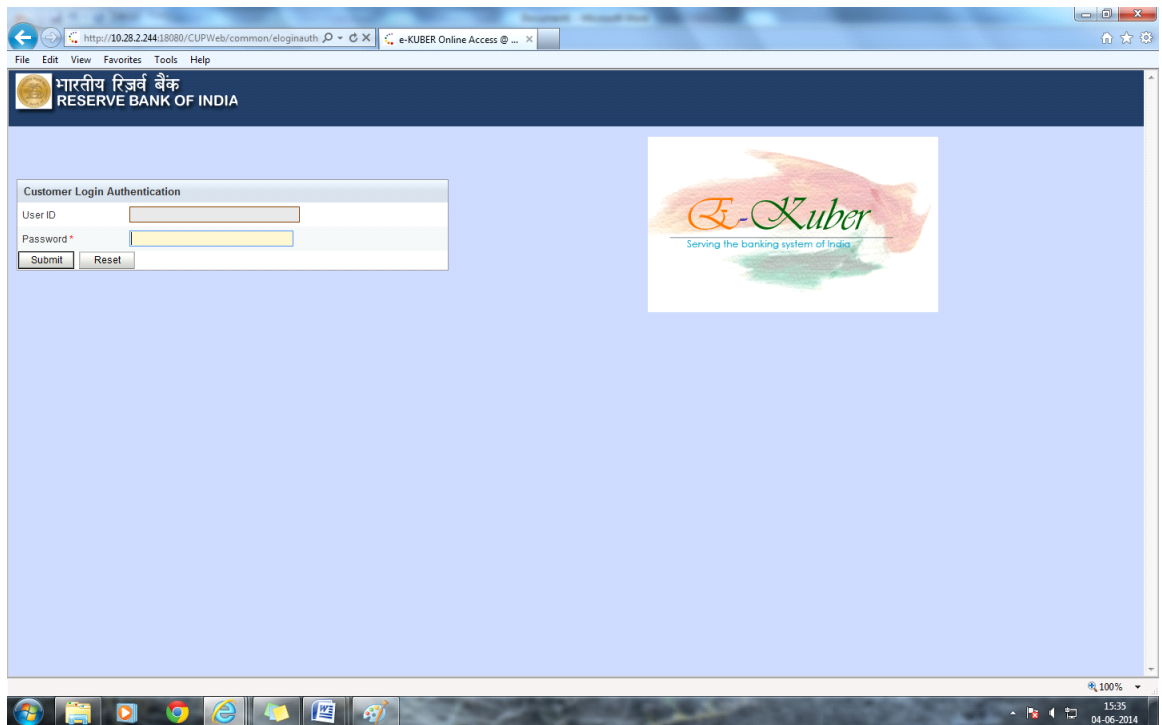 http://10.28.2.244:18080/CUPWeb/common/eloginauth
e-KUBER Online Access @ ...
File Edit View Favorites Tools Help
भारतीय रिज़र्व बैंक
RESERVE BANK OF INDIA
Customer Login Authentication
User ID
Password *
Submit Reset
E-Kuber
Serving the banking system of India
100%
15:35
04-06-2014